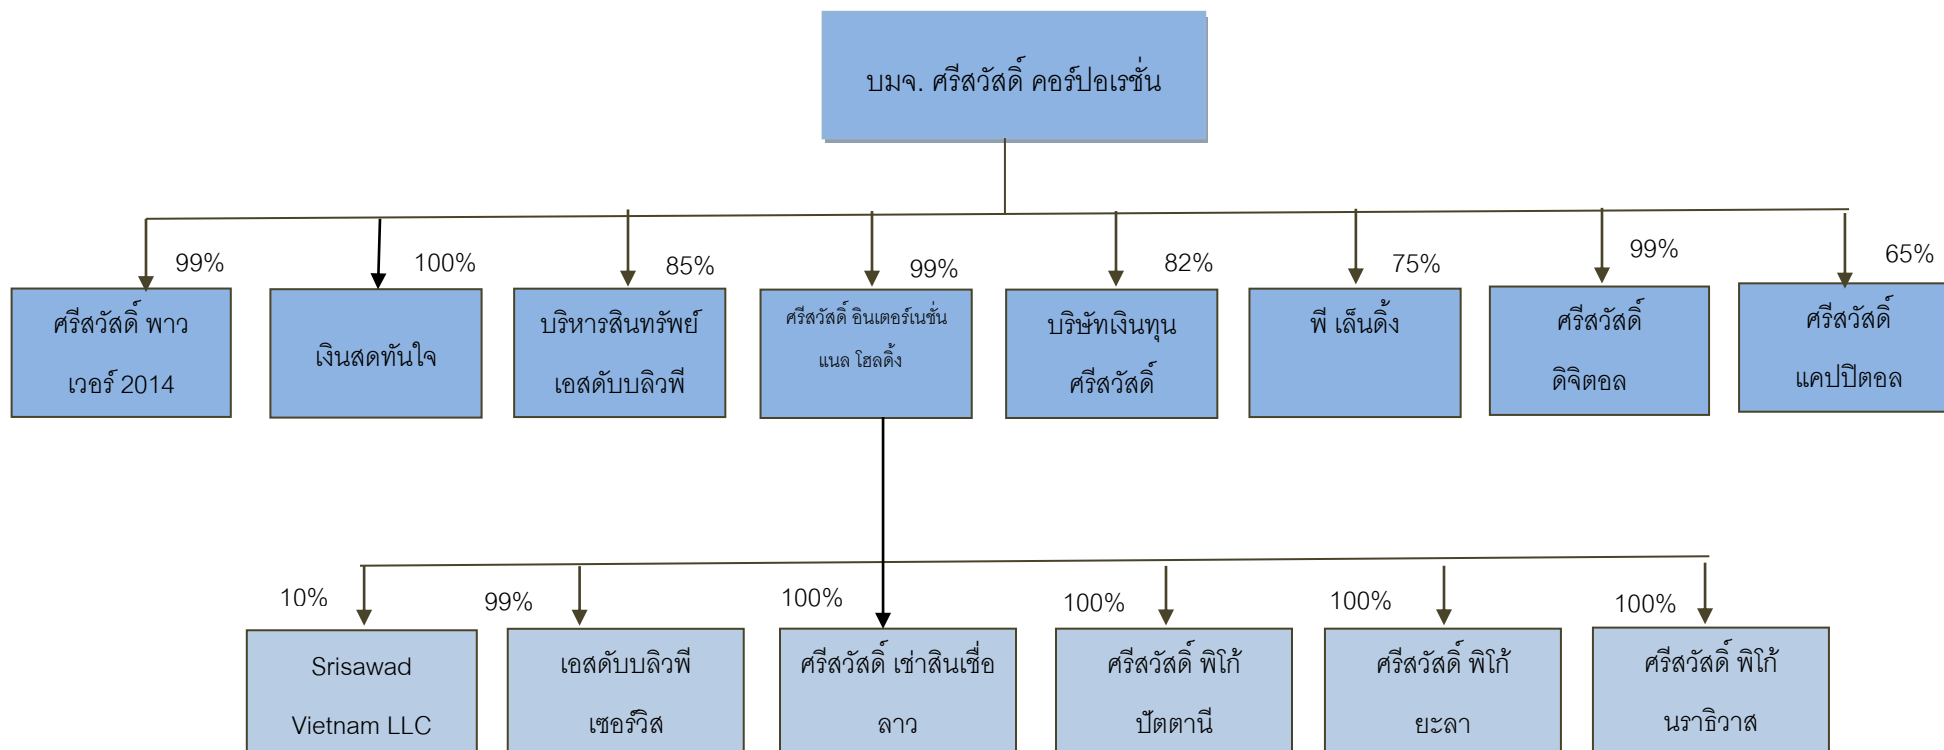 บมจ. ศรีสวัสดิ์ คอร์ปอเรชั่น
99%
100%
85%
99%
82%
75%
99%
65%
ศรีสวัสดิ์ พาว
เวอร์ 2014
เงินสดทันใจ
บริหารสินทรัพย์
เอสดับบลิวพี
ศรีสวัสดิ์ อินเตอร์เนชั่น
แนล โฮลดิ้ง
บริษัทเงินทุน
ศรีสวัสดิ์
พี เล็นดิ้ง
ศรีสวัสดิ์
ดิจิตอล
ศรีสวัสดิ์
แคปปิตอล
10%
99%
100%
100%
100%
100%
Srisawad
Vietnam LLC
เอสดับบลิวพี
เซอร์วิส
ศรีสวัสดิ์ เช่าสินเชื่อ
ลาว
ศรีสวัสดิ์ พิโก้
ปัตตานี
ศรีสวัสดิ์ พิโก้
ยะลา
ศรีสวัสดิ์ พิโก้
นราธิวาส